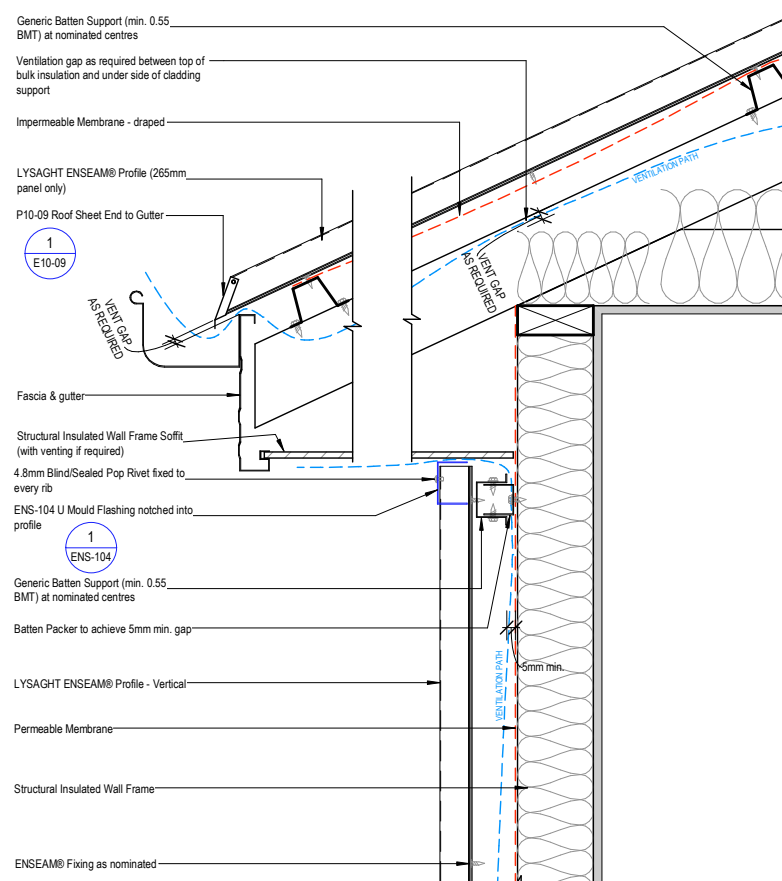 Generic Batten Support (min. 0.55
BMT) at nominated centres
Ventilation gap as required between top of
bulk insulation and under side of cladding
support
Impermeable Membrane - draped
LYSAGHT ENSEAM® Profile (265mm
panel only)
P10-09 Roof Sheet End to Gutter
1
E10-09
VENT GAP
AS REQUIRED
VENT GAP
AS REQUIRED
VENTILATION PATH
Fascia & gutter
Structural Insulated Wall Frame Soffit
(with venting if required)
4.8mm Blind/Sealed Pop Rivet fixed to
every rib
ENS-104 U Mould Flashing notched into
profile
1
ENS-104
Generic Batten Support (min. 0.55
BMT) at nominated centres
Batten Packer to achieve 5mm min. gap
5mm min.
VENTILATION PATH
LYSAGHT ENSEAM® Profile - Vertical
Permeable Membrane
Structural Insulated Wall Frame
ENSEAM® Fixing as nominated